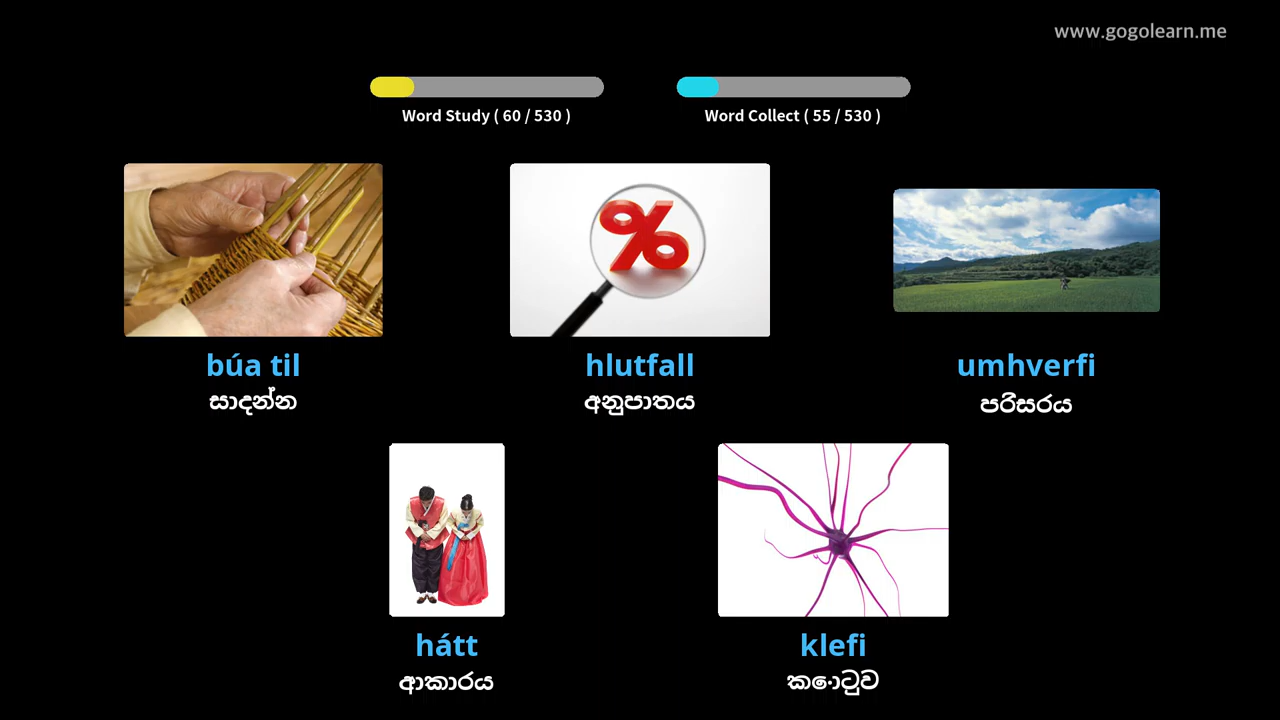 www.gogolearn.me
Word Study ( 60 / 530 )
Word Collect ( 55 / 530 )
búa til
සාදන්න
hlutfall
අනුපාතය
umhverfi
පරිසරය
hátt
ආකාරය
klefi
කොටුව